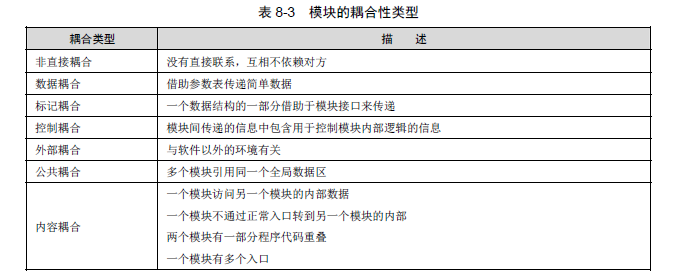 表 8-3 模块的耦合性类型
耦合类型 描 述
非直接耦合 没有直接联系，互相不依赖对方
数据耦合 借助参数表传递简单数据
标记耦合 一个数据结构的一部分借助于模块接口来传递
控制耦合 模块间传递的信息中包含用于控制模块内部逻辑的信息
外部耦合 与软件以外的环境有关
公共耦合 多个模块引用同一个全局数据区
内容耦合 一个模块访问另一个模块的内部数据
一个模块不通过正常入口转到另一个模块的内部
两个模块有一部分程序代码重叠
一个模块有多个入口